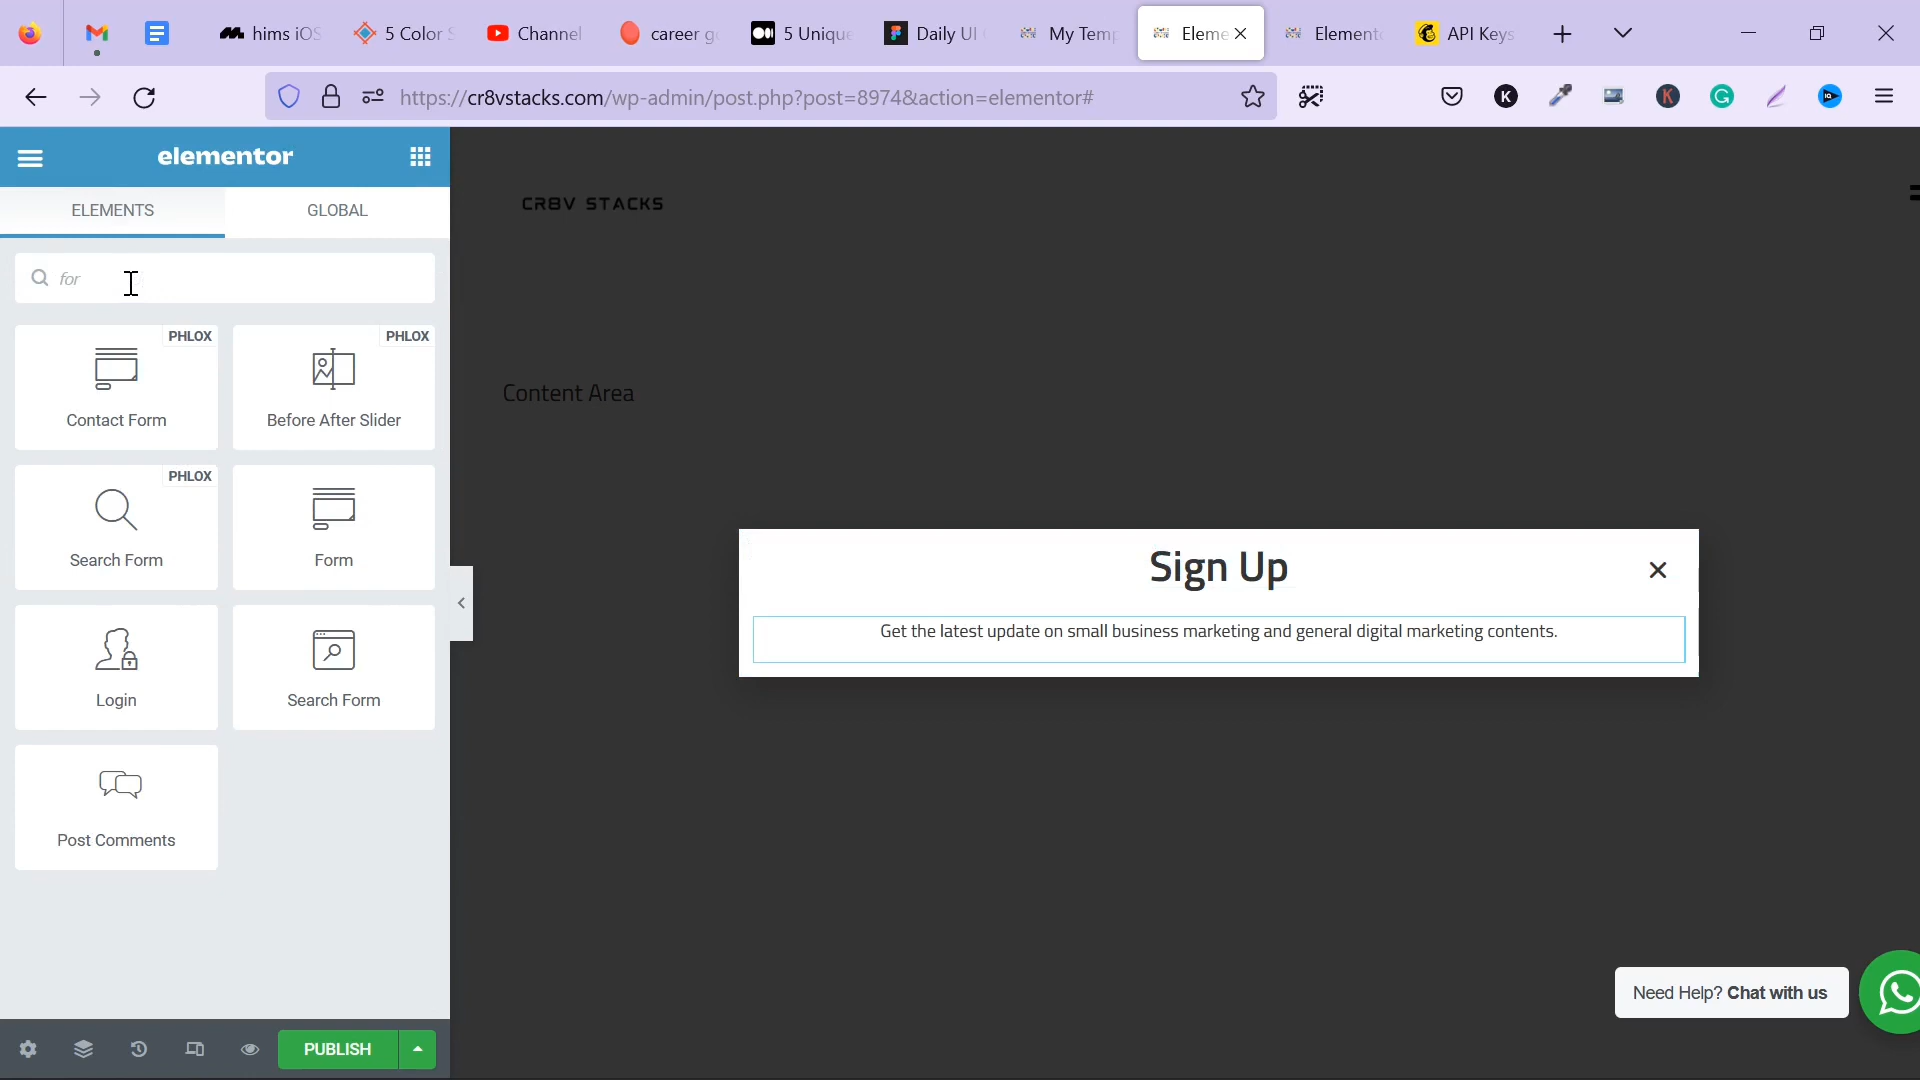 hims iOS
5 Color S
Channel
career go
5 Unique
Daily UI
My Temp
Eleme
Elemento
API Keys
https://cr8vstacks.com/wp-admin/post.php?post=8974&action=elementor#
elementor
ELEMENTS
GLOBAL
for
PHLOX
PHLOX
Contact Form
Before After Slider
PHLOX
Search Form
Form
Login
Search Form
Post Comments
PUBLISH
CR8V STACKS
Content Area
Sign Up
Get the latest update on small business marketing and general digital marketing contents.
Need Help? Chat with us